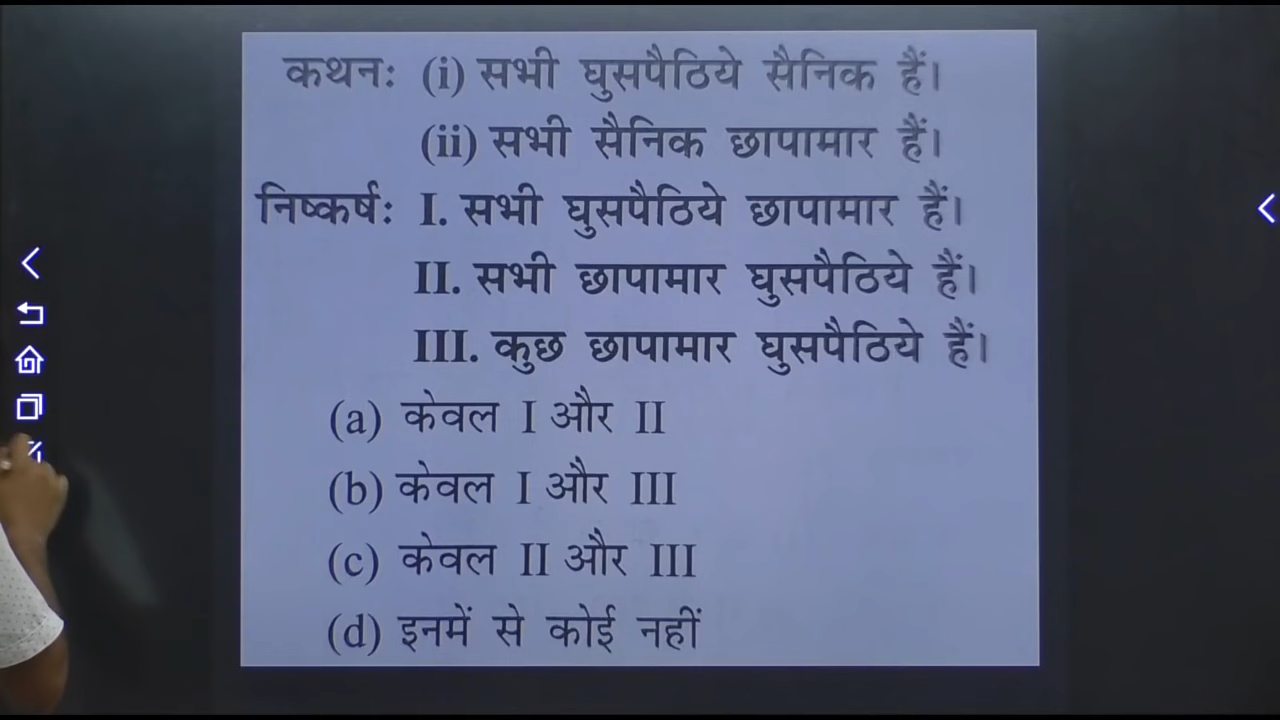 कथनः (i) सभी घुसपैठिये सैनिक हैं।
(ii) सभी सैनिक छापामार हैं।
निष्कर्षः I. सभी घुसपैठिये छापामार हैं।
II. सभी छापामार घुसपैठिये हैं।
III. कुछ छापामार घुसपैठिये हैं।
(a) केवल I और II
(b) केवल I और III
(c) केवल II और III
(d) इनमें से कोई नहीं